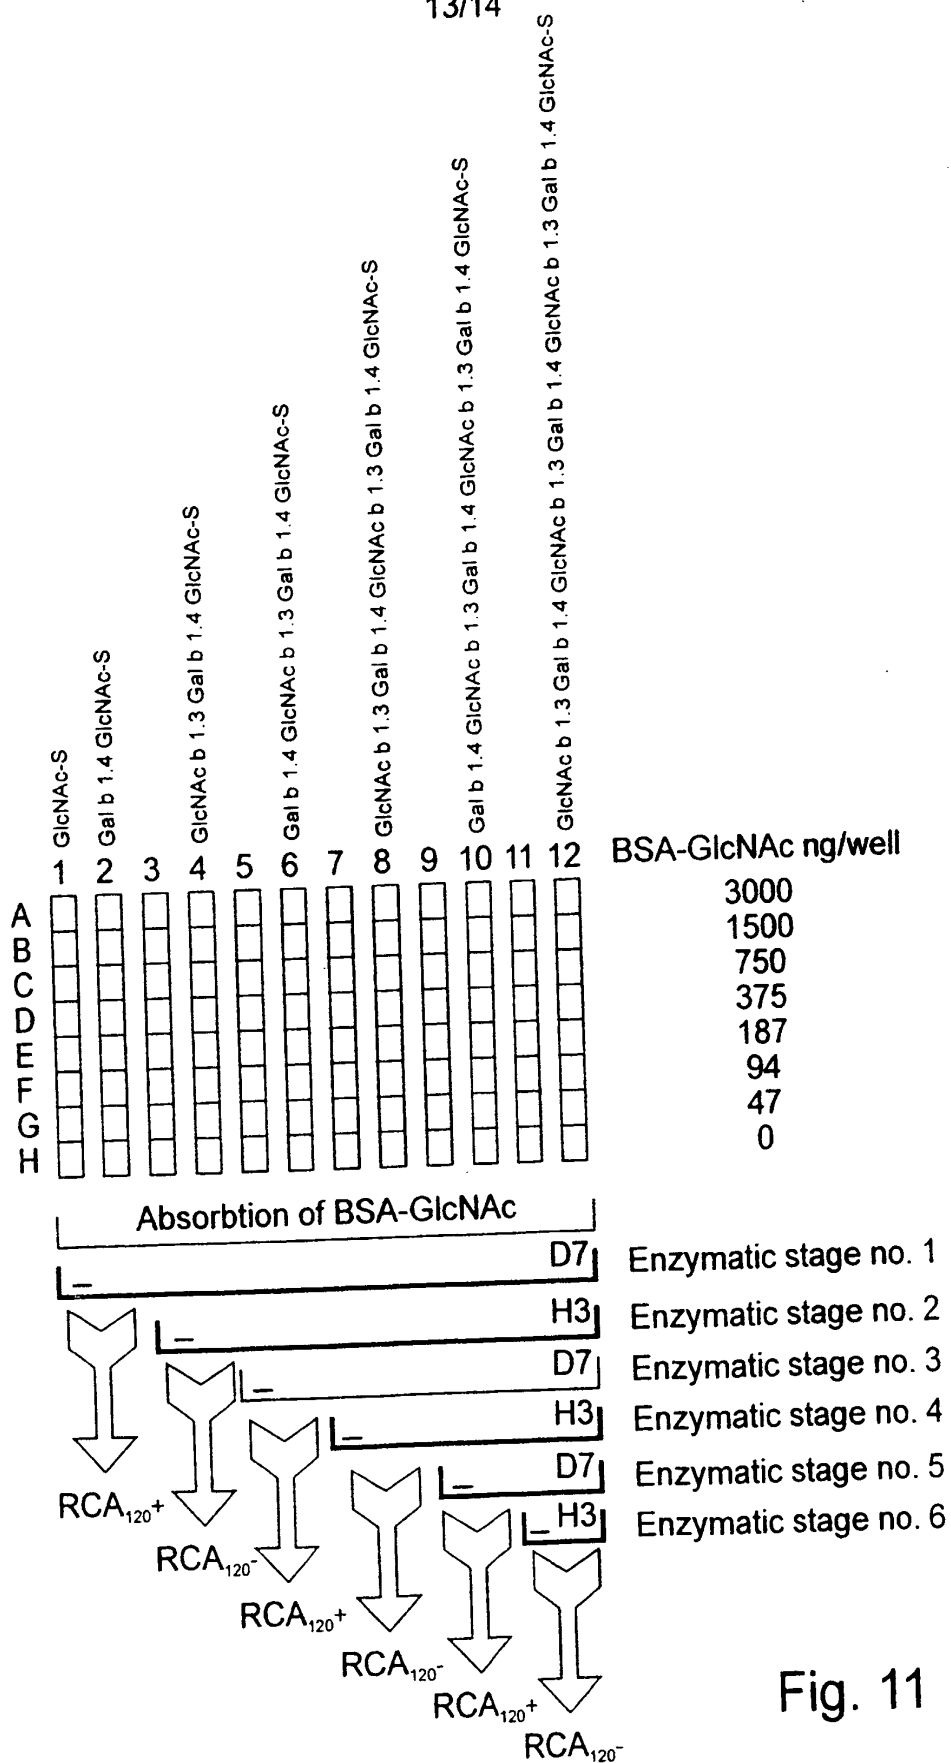 13/14
GlcNAc-S
Gal b 1.4 GlcNAc-S
GlcNAc b 1.3 Gal b 1.4 GlcNAc-S
Gal b 1.4 GlcNAc b 1.3 Gal b 1.4 GlcNAc-S
GlcNAc b 1.3 Gal b 1.4 GlcNAc b 1.3 Gal b 1.4 GlcNAc-S
Gal b 1.4 GlcNAc b 1.3 Gal b 1.4 GlcNAc b 1.3 Gal b 1.4 GlcNAc-S
GlcNAc b 1.3 Gal b 1.4 GlcNAc b 1.3 Gal b 1.4 GlcNAc b 1.3 Gal b 1.4 GlcNAc-S
1 2 3 4 5 6 7 8 9 10 11 12 BSA-GlcNAc ng/well
A 3000
B 1500
C 750
D 375
E 187
F 94
G 47
H 0
Absorbtion of BSA-GlcNAc
– D7 Enzymatic stage no. 1
– H3 Enzymatic stage no. 2
– D7 Enzymatic stage no. 3
– H3 Enzymatic stage no. 4
– D7 Enzymatic stage no. 5
– H3 Enzymatic stage no. 6
RCA₁₂₀+
RCA₁₂₀-
RCA₁₂₀+
RCA₁₂₀-
RCA₁₂₀+
RCA₁₂₀-
Fig. 11